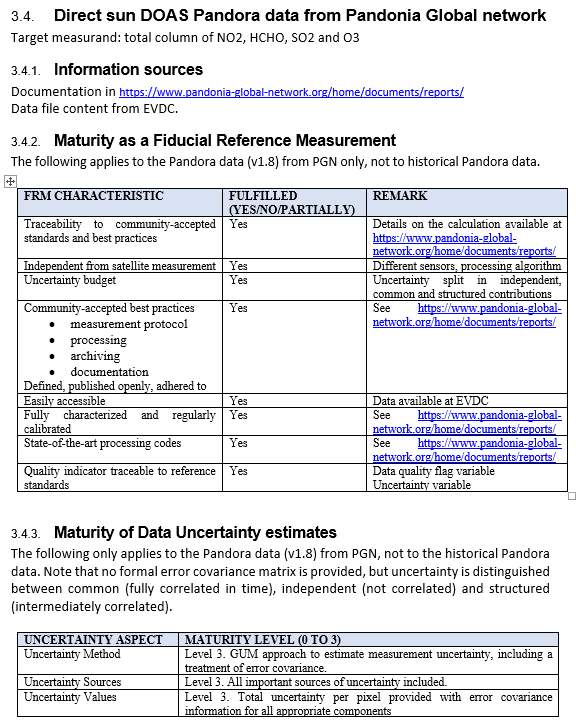 3.4. Direct sun DOAS Pandora data from Pandonia Global network
Target measurand: total column of NO2, HCHO, SO2 and O3
3.4.1. Information sources
Documentation in https://www.pandonia-global-network.org/home/documents/reports/
Data file content from EVDC.
3.4.2. Maturity as a Fiducial Reference Measurement
The following applies to the Pandora data (v1.8) from PGN only, not to historical Pandora data.
FRM CHARACTERISTIC FULFILLED REMARK
(YES/NO/PARTIALLY)
Traceability to community-accepted Yes Details on the calculation available at
standards and best practices https://www.pandonia-global-
network.org/home/documents/reports/
Independent from satellite measurement Yes Different sensors, processing algorithm
Uncertainty budget Yes Uncertainty split in independent,
common and structured contributions
Community-accepted best practices Yes See https://www.pandonia-global-
• measurement protocol network.org/home/documents/reports/
• processing
• archiving
• documentation
Defined, published openly, adhered to
Easily accessible Yes Data available at EVDC
Fully characterized and regularly Yes See https://www.pandonia-global-
calibrated network.org/home/documents/reports/
State-of-the-art processing codes Yes See https://www.pandonia-global-
network.org/home/documents/reports/
Quality indicator traceable to reference Yes Data quality flag variable
standards Uncertainty variable
3.4.3. Maturity of Data Uncertainty estimates
The following only applies to the Pandora data (v1.8) from PGN, not to the historical Pandora
data. Note that no formal error covariance matrix is provided, but uncertainty is distinguished
between common (fully correlated in time), independent (not correlated) and structured
(intermediately correlated).
UNCERTAINTY ASPECT MATURITY LEVEL (0 TO 3)
Uncertainty Method Level 3. GUM approach to estimate measurement uncertainty, including a
treatment of error covariance.
Uncertainty Sources Level 3. All important sources of uncertainty included.
Uncertainty Values Level 3. Total uncertainty per pixel provided with error covariance
information for all appropriate components